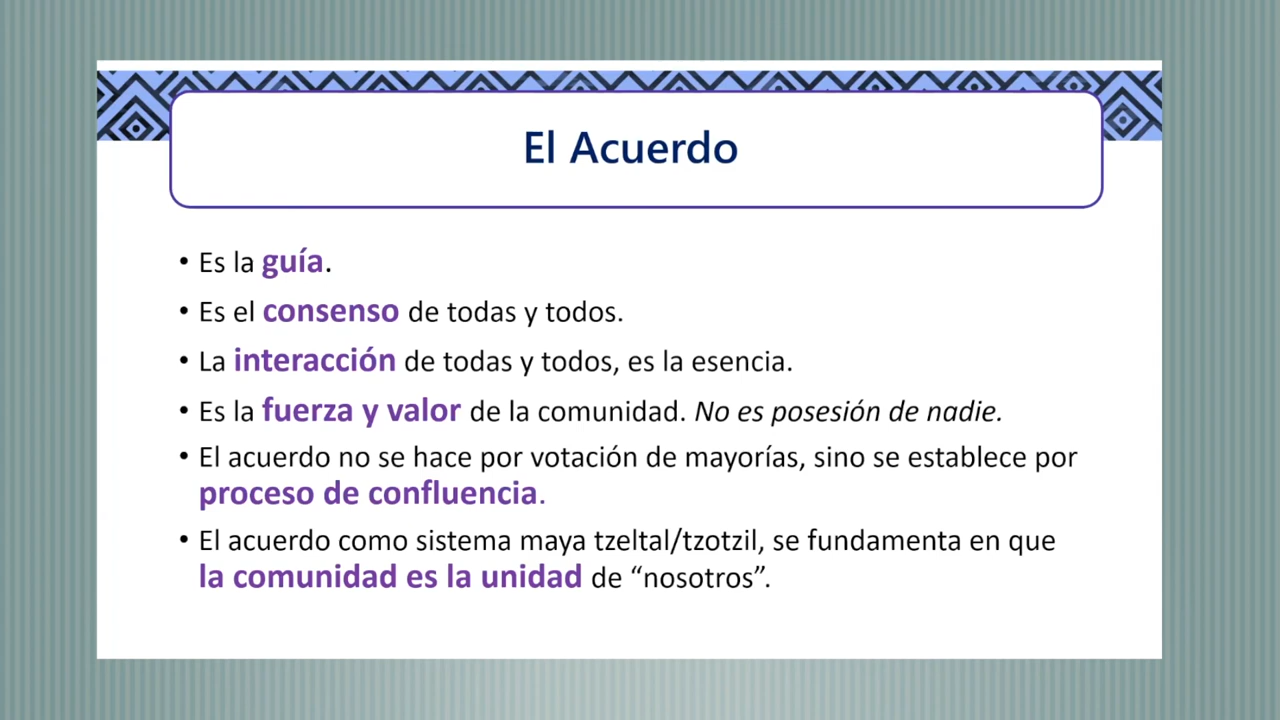 El Acuerdo
• Es la guía.
• Es el consenso de todas y todos.
• La interacción de todas y todos, es la esencia.
• Es la fuerza y valor de la comunidad. No es posesión de nadie.
• El acuerdo no se hace por votación de mayorías, sino se establece por
proceso de confluencia.
• El acuerdo como sistema maya tzeltal/tzotzil, se fundamenta en que
la comunidad es la unidad de “nosotros”.